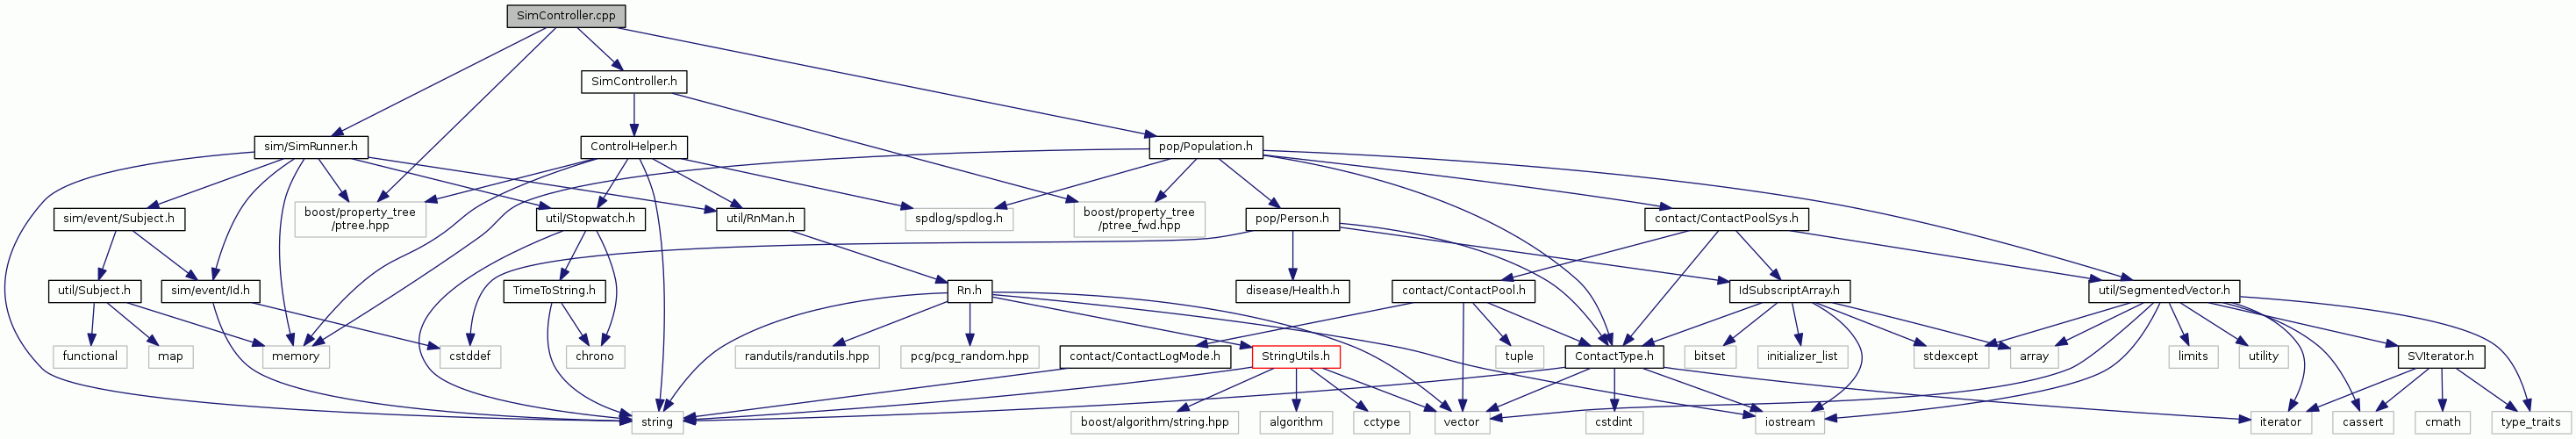 SimController.cpp
SimController.h
sim/SimRunner.h
ControlHelper.h
pop/Population.h
sim/event/Subject.h
boost/property_tree
/ptree.hpp
util/Stopwatch.h
util/RnMan.h
spdlog/spdlog.h
boost/property_tree
/ptree_fwd.hpp
pop/Person.h
contact/ContactPoolSys.h
util/Subject.h
sim/event/Id.h
TimeToString.h
Rn.h
disease/Health.h
contact/ContactPool.h
IdSubscriptArray.h
util/SegmentedVector.h
functional
map
memory
cstddef
chrono
randutils/randutils.hpp
pcg/pcg_random.hpp
contact/ContactLogMode.h
StringUtils.h
tuple
ContactType.h
bitset
initializer_list
stdexcept
array
limits
utility
SVIterator.h
string
boost/algorithm/string.hpp
algorithm
cctype
vector
cstdint
iostream
iterator
cassert
cmath
type_traits